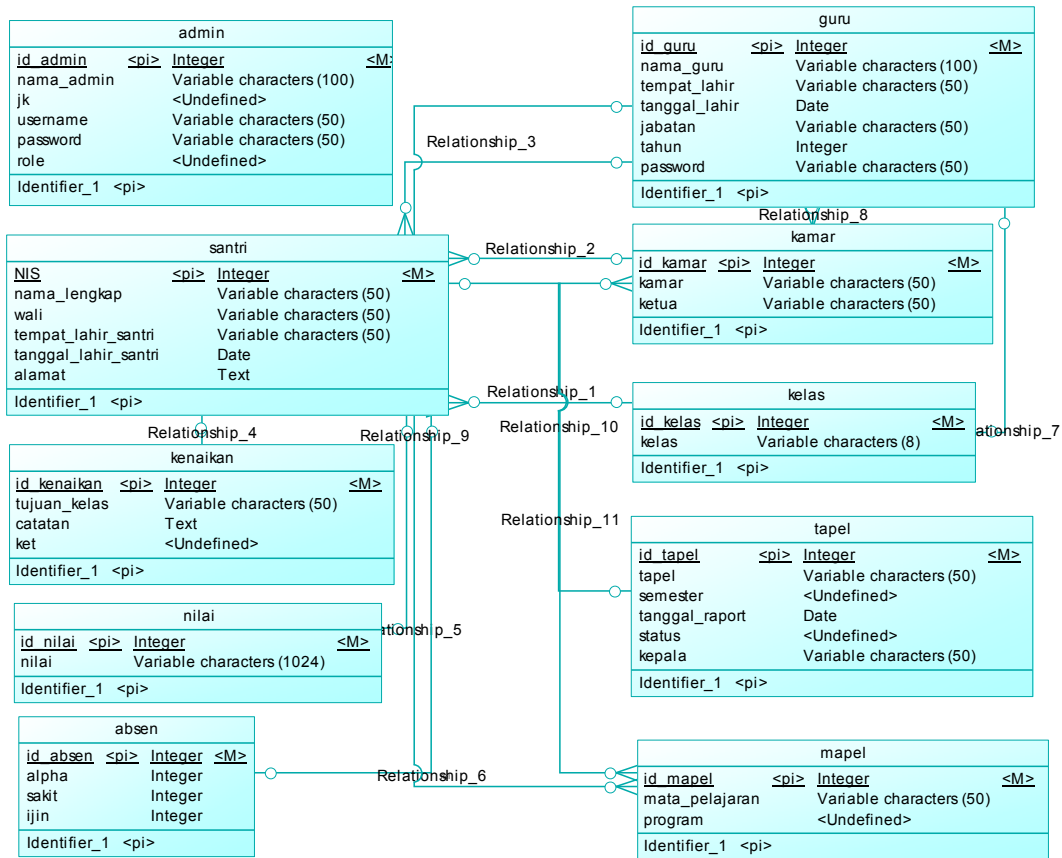 admin
id_admin <pi> Integer <M>
nama_admin Variable characters (100)
jk <Undefined>
username Variable characters (50)
password Variable characters (50)
role <Undefined>
Identifier_1 <pi>
guru
id_guru <pi> Integer <M>
nama_guru Variable characters (100)
tempat_lahir Variable characters (50)
tanggal_lahir Date
jabatan Variable characters (50)
tahun Integer
password Variable characters (50)
Identifier_1 <pi>
Relationship_3
Relationship_8
santri
NIS <pi> Integer <M>
nama_lengkap Variable characters (50)
wali Variable characters (50)
tempat_lahir_santri Variable characters (50)
tanggal_lahir_santri Date
alamat Text
Identifier_1 <pi>
Relationship_2
kamar
id_kamar <pi> Integer <M>
kamar Variable characters (50)
ketua Variable characters (50)
Identifier_1 <pi>
Relationship_1
kelas
id_kelas <pi> Integer <M>
kelas Variable characters (8)
Identifier_1 <pi>
ationship_7
Relationship_4
Relationship_9
Relationship_10
kenaikan
id_kenaikan <pi> Integer <M>
tujuan_kelas Variable characters (50)
catatan Text
ket <Undefined>
Identifier_1 <pi>
Relationship_11
tapel
id_tapel <pi> Integer <M>
tapel Variable characters (50)
semester <Undefined>
tanggal_raport Date
status <Undefined>
kepala Variable characters (50)
Identifier_1 <pi>
nilai
id_nilai <pi> Integer <M>
nilai Variable characters (1024)
Identifier_1 <pi>
ationship_5
absen
id_absen <pi> Integer <M>
alpha Integer
sakit Integer
ijin Integer
Identifier_1 <pi>
Relationship_6
mapel
id_mapel <pi> Integer <M>
mata_pelajaran Variable characters (50)
program <Undefined>
Identifier_1 <pi>